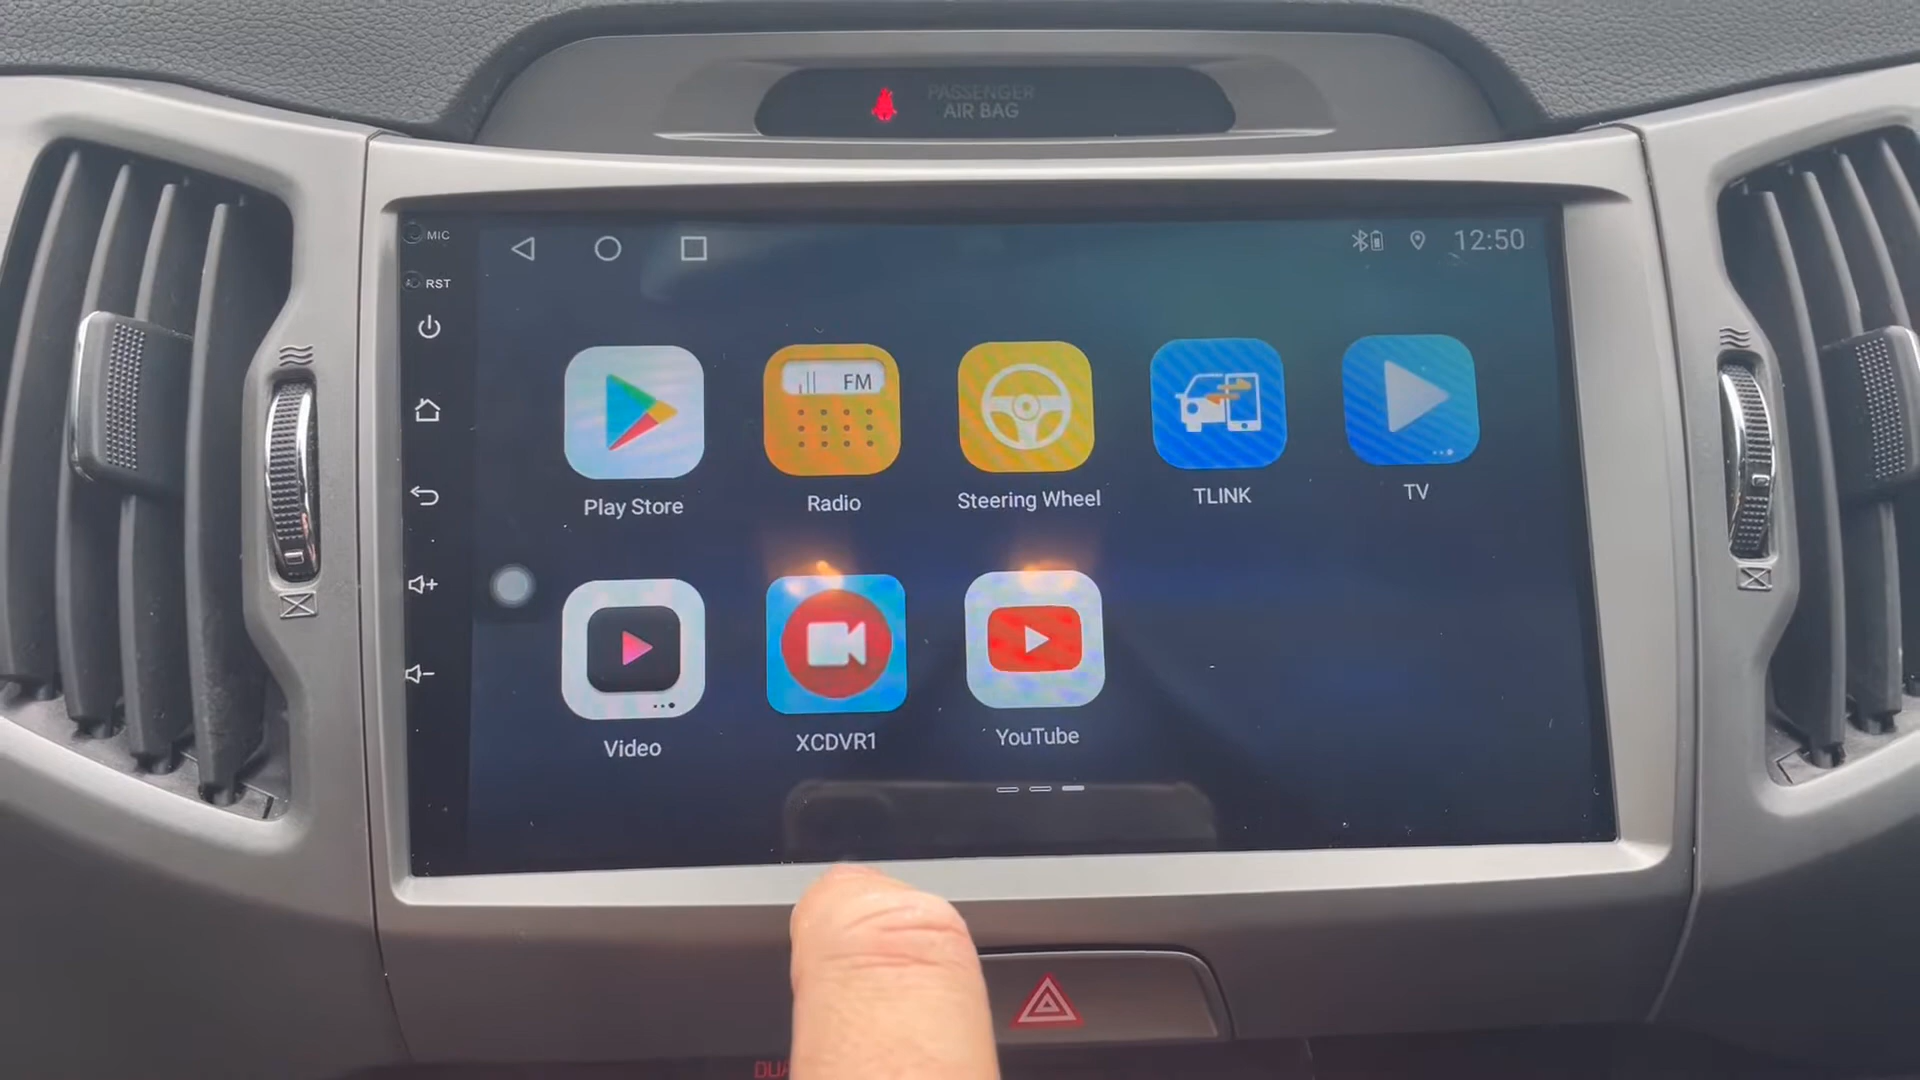 PASSENGER
AIR BAG
MIC
RST
12:50
FM
Play Store
Radio
Steering Wheel
TLINK
TV
Video
XCDVR1
YouTube